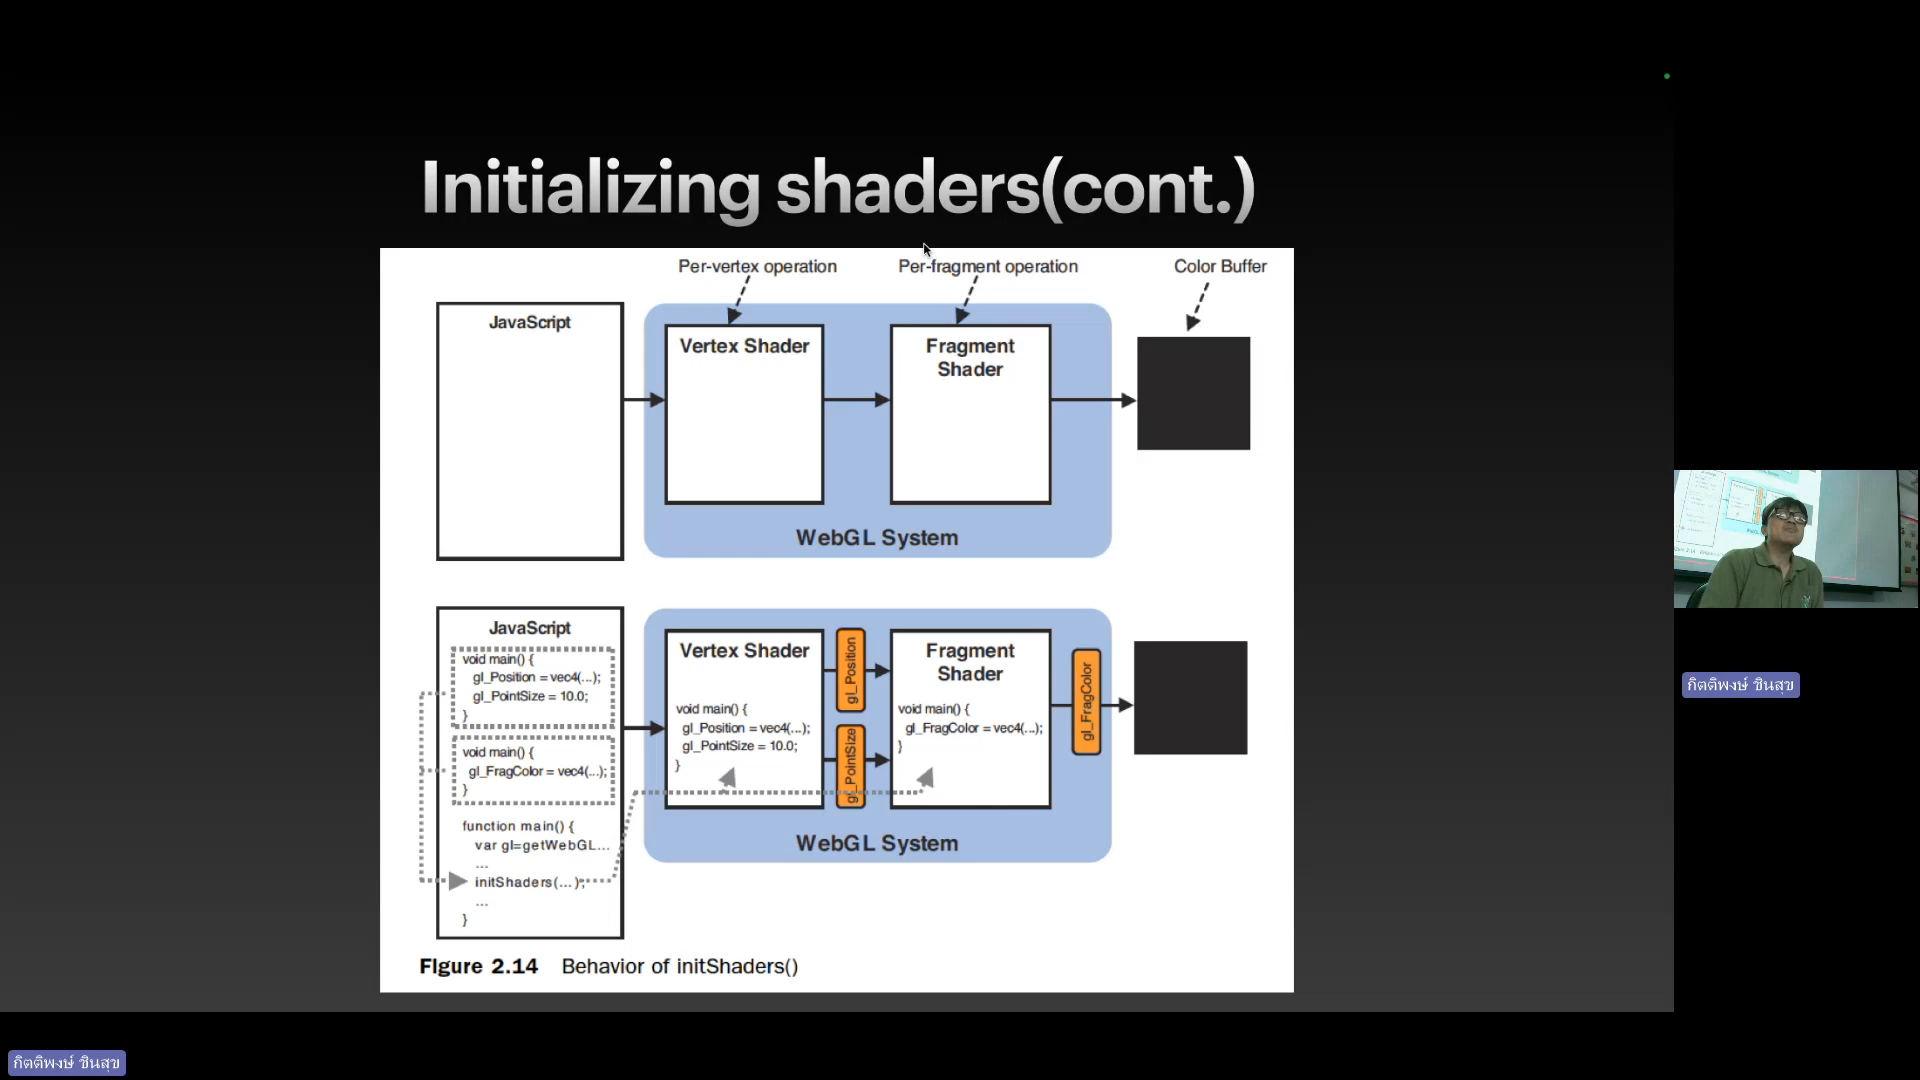 Initializing shaders(cont.)
Per-vertex operation
Per-fragment operation
Color Buffer
JavaScript
Vertex Shader
Fragment
Shader
WebGL System
JavaScript
void main() {
gl_Position = vec4(...);
gl_PointSize = 10.0;
}
void main() {
gl_FragColor = vec4(...);
}
function main() {
var gl=getWebGL...
...
initShaders(...);
...
}
Vertex Shader
void main() {
gl_Position = vec4(...);
gl_PointSize = 10.0;
}
gl_Position
gl_PointSize
Fragment
Shader
void main() {
gl_FragColor = vec4(...);
}
gl_FragColor
WebGL System
Figure 2.14 Behavior of initShaders()
กิตติพงษ์ ชินสุข
กิตติพงษ์ ชินสุข